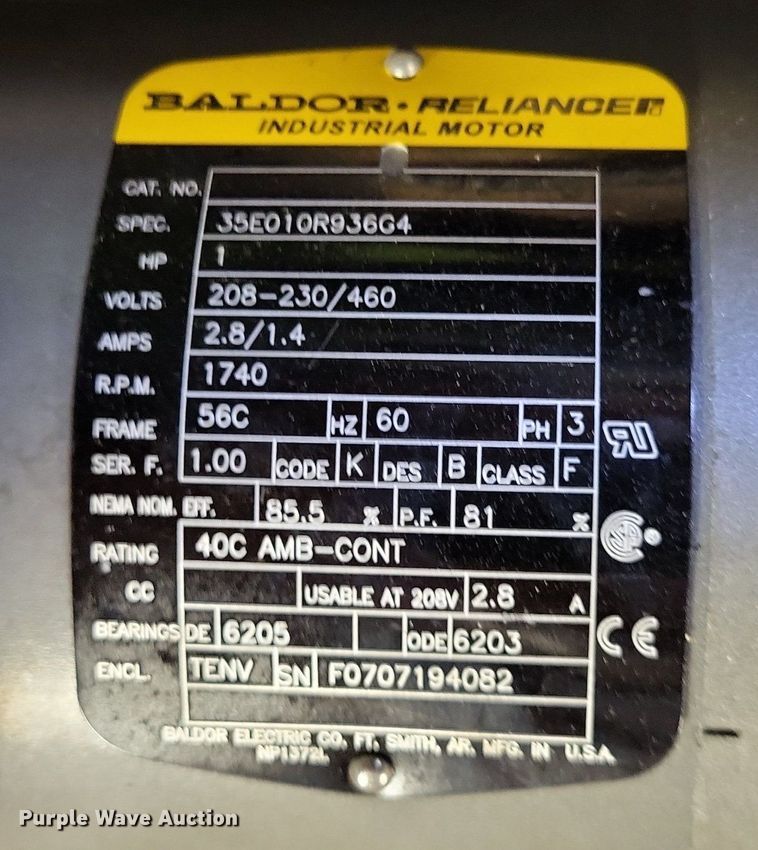 BALDOR • RELIANCE
INDUSTRIAL MOTOR
CAT. NO.
SPEC. 35E010R936G4
HP 1
VOLTS 208-230/460
AMPS 2.8/1.4
R.P.M. 1740
FRAME 56C HZ 60 PH 3
SER. F. 1.00 CODE K DES B CLASS F
NEMA NOM. EFF. 85.5 % P.F. 81 %
RATING 40C AMB-CONT
CC USABLE AT 208V 2.8 A
BEARINGS DE 6205 ODE 6203
ENCL. TENV SN F0707194082
BALDOR ELECTRIC CO. FT. SMITH, AR. MFG. IN U.S.A.
NP1372L
Purple Wave Auction